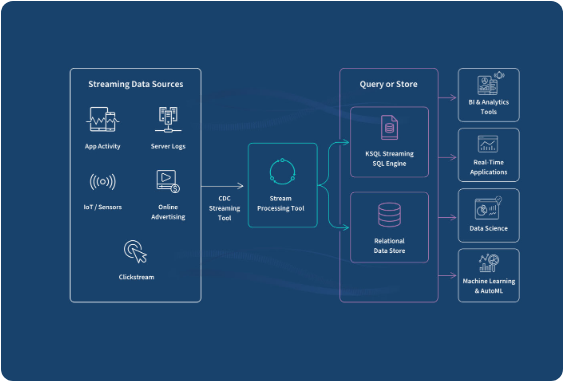 Streaming Data Sources
App Activity
Server Logs
IoT / Sensors
Online
Advertising
Clickstream
CDC
Streaming
Tool
Stream
Processing Tool
Query or Store
KSQL Streaming
SQL Engine
Relational
Data Store
BI & Analytics
Tools
Real-Time
Applications
Data Science
Machine Learning
& AutoML